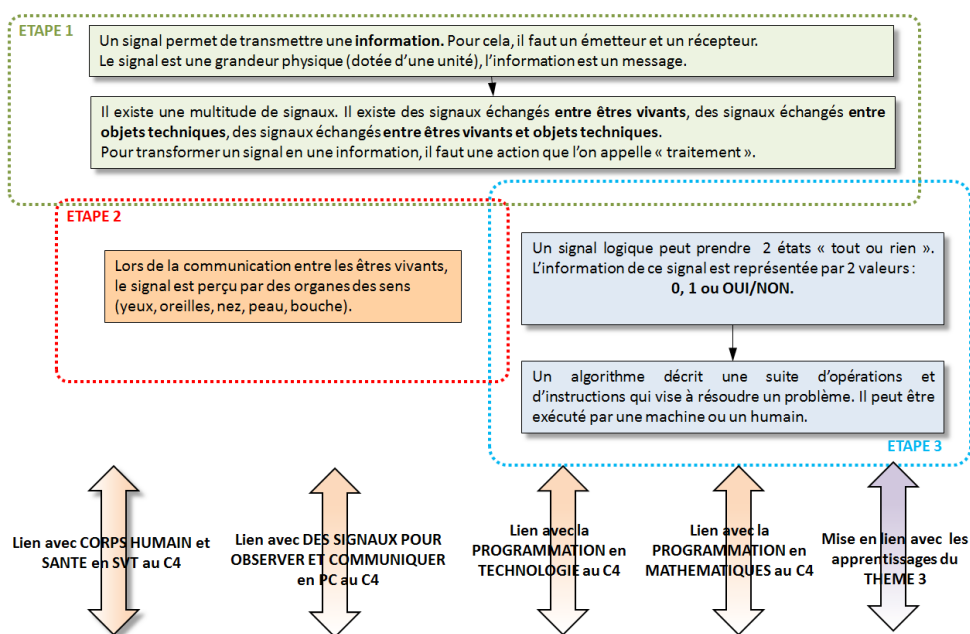 ETAPE 1
Un signal permet de transmettre une information. Pour cela, il faut un émetteur et un récepteur.
Le signal est une grandeur physique (dotée d'une unité), l'information est un message.
Il existe une multitude de signaux. Il existe des signaux échangés entre êtres vivants, des signaux échangés entre
objets techniques, des signaux échangés entre êtres vivants et objets techniques.
Pour transformer un signal en une information, il faut une action que l'on appelle « traitement ».
ETAPE 2
Lors de la communication entre les êtres vivants,
le signal est perçu par des organes des sens
(yeux, oreilles, nez, peau, bouche).
Un signal logique peut prendre 2 états « tout ou rien ».
L'information de ce signal est représentée par 2 valeurs :
0, 1 ou OUI/NON.
Un algorithme décrit une suite d'opérations et
d'instructions qui vise à résoudre un problème. Il peut être
exécuté par une machine ou un humain.
ETAPE 3
Lien avec CORPS HUMAIN et
SANTE en SVT au C4
Lien avec DES SIGNAUX POUR
OBSERVER ET COMMUNIQUER
en PC au C4
Lien avec la
PROGRAMMATION en
TECHNOLOGIE au C4
Lien avec la
PROGRAMMATION en
MATHEMATIQUES au C4
Mise en lien avec les
apprentissages du
THEME 3